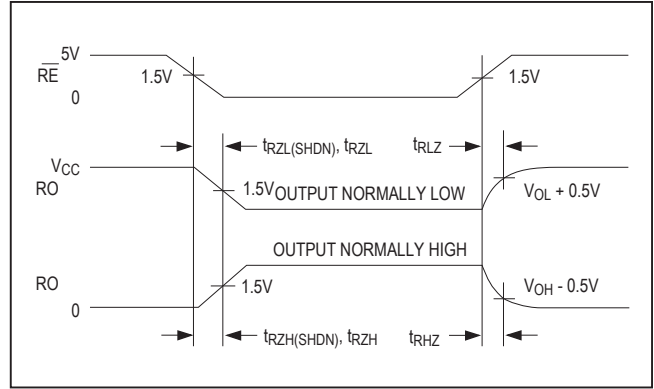 5V
RE
1.5V
1.5V
0
tRZL(SHDN), tRZL
tRLZ
VCC
RO
1.5V
OUTPUT NORMALLY LOW
VOL + 0.5V
OUTPUT NORMALLY HIGH
RO
1.5V
VOH - 0.5V
0
tRZH(SHDN), tRZH
tRHZ